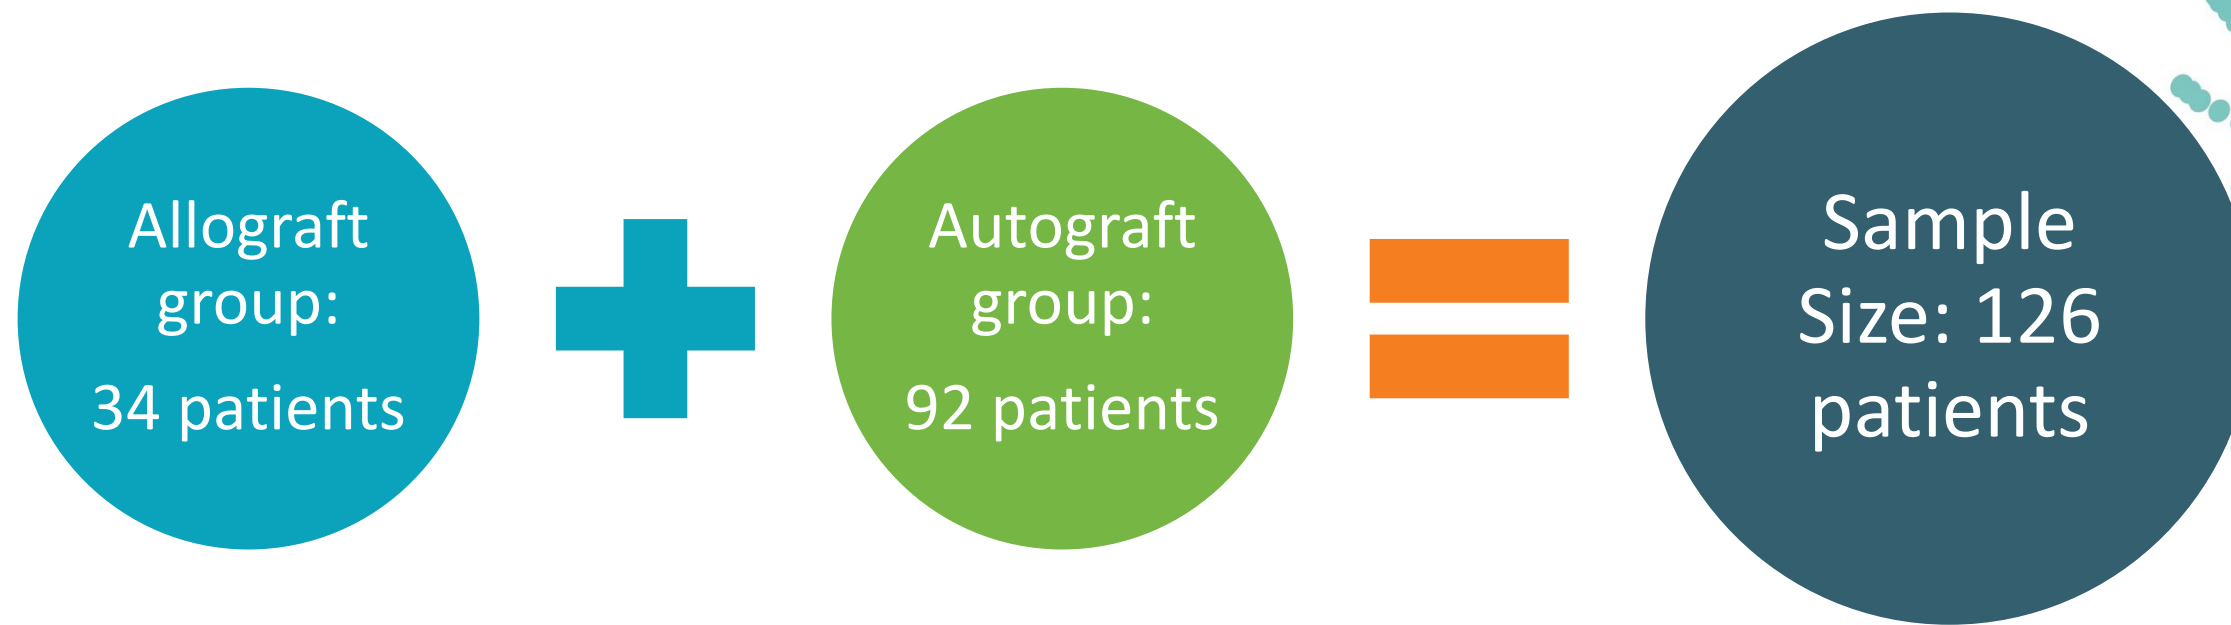 Allograft
group:
34 patients
Autograft
group:
92 patients
Sample
Size: 126
patients